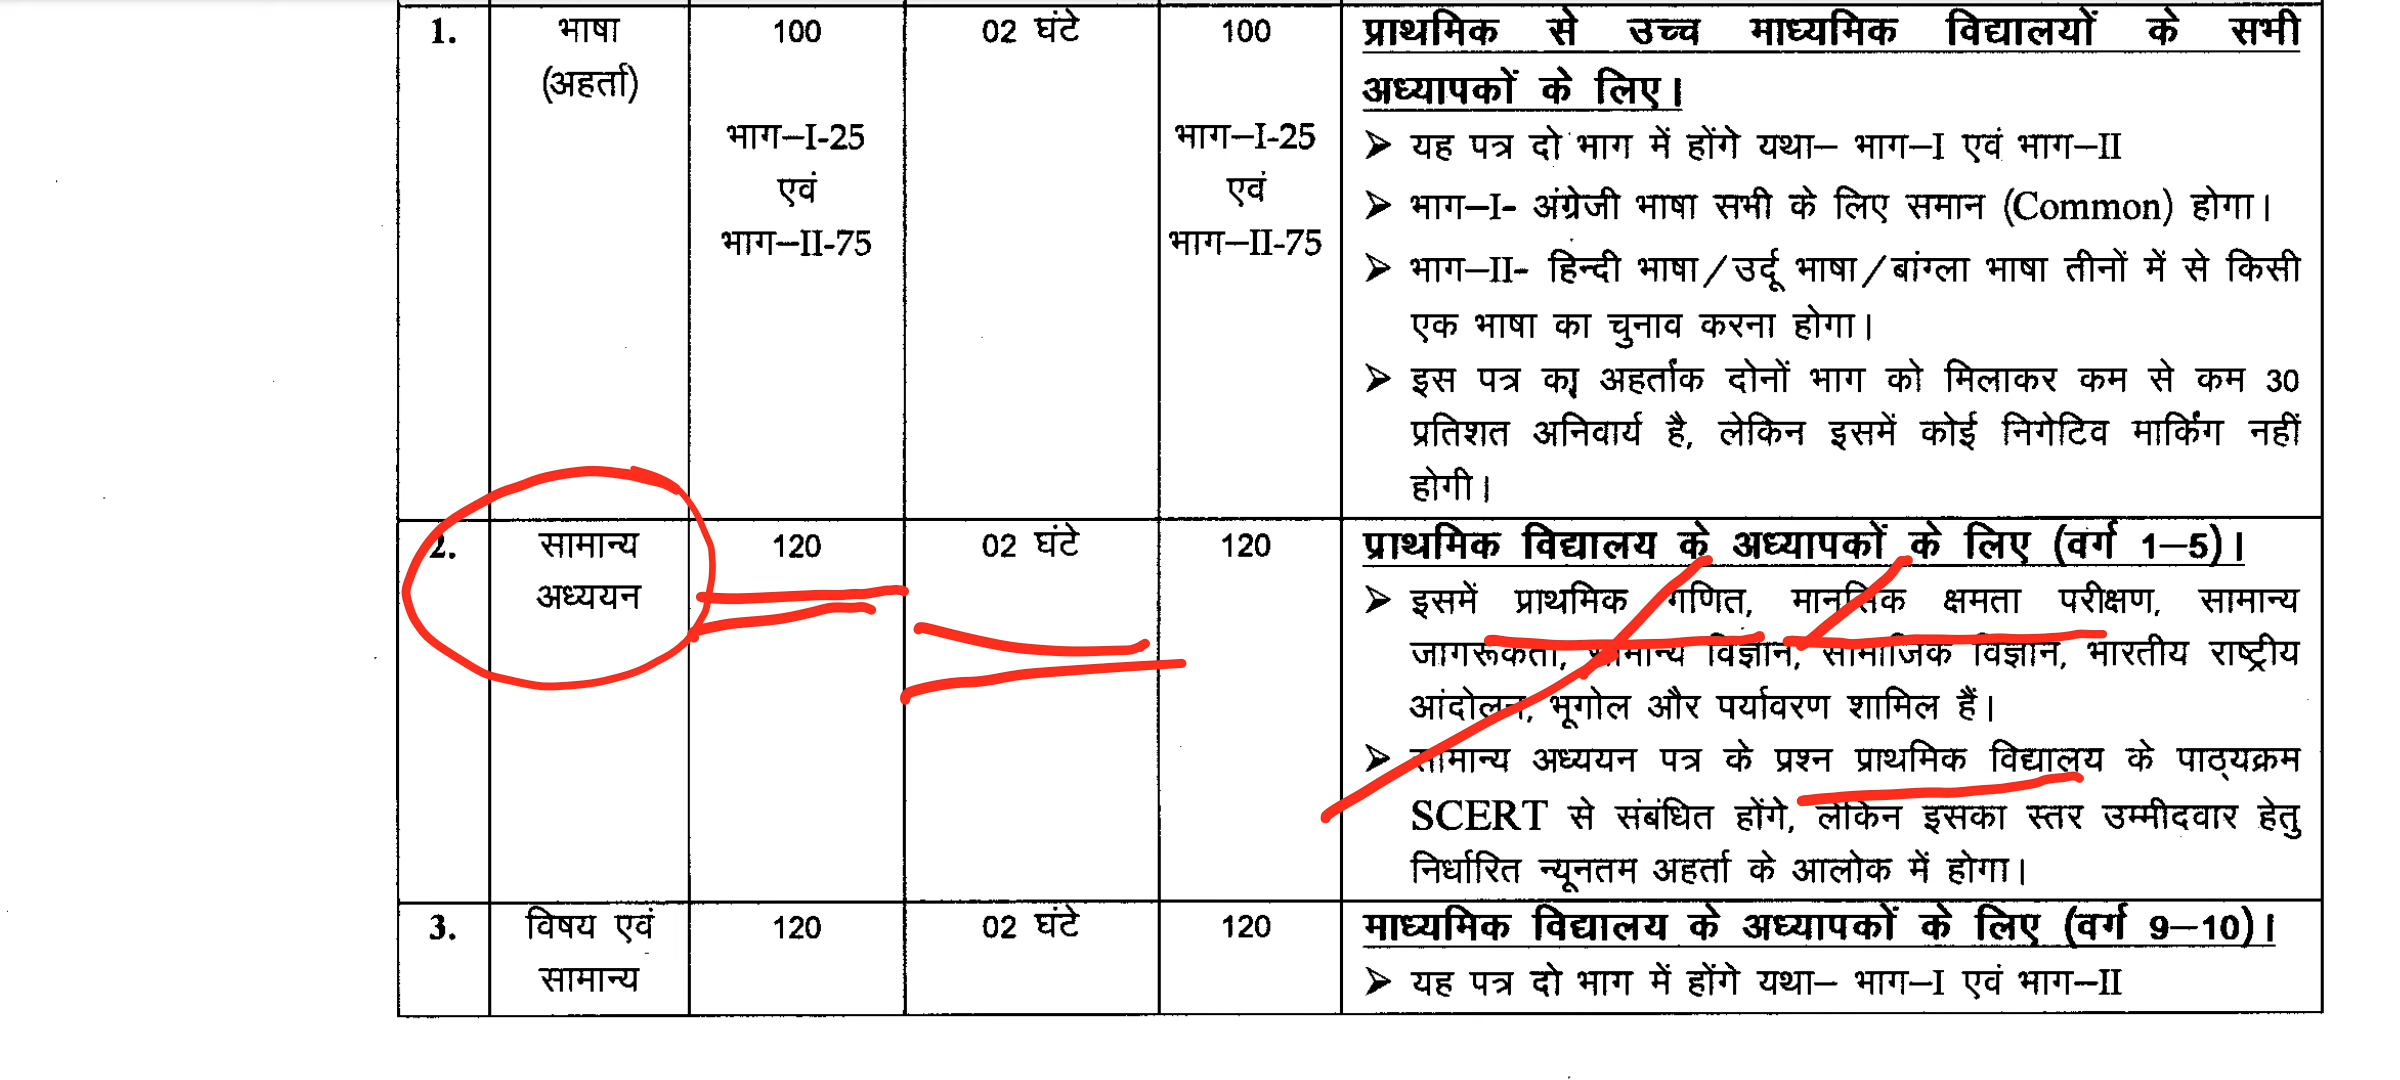 1.
भाषा
(अहर्ता)
100
भाग–I-25
एवं
भाग–II-75
02 घंटे
100
भाग–I-25
एवं
भाग–II-75
प्राथमिक से उच्च माध्यमिक विद्यालयों के सभी
अध्यापकों के लिए।
➢ यह पत्र दो भाग में होंगे यथा– भाग–I एवं भाग–II
➢ भाग–I- अंग्रेजी भाषा सभी के लिए समान (Common) होगा।
➢ भाग–II- हिन्दी भाषा/उर्दू भाषा/बांग्ला भाषा तीनों में से किसी
एक भाषा का चुनाव करना होगा।
➢ इस पत्र का अहर्तांक दोनों भाग को मिलाकर कम से कम 30
प्रतिशत अनिवार्य है, लेकिन इसमें कोई निगेटिव मार्किंग नहीं
होगी।
2.
सामान्य
अध्ययन
120
02 घंटे
120
प्राथमिक विद्यालय के अध्यापकों के लिए (वर्ग 1–5)।
➢ इसमें प्राथमिक गणित, मानसिक क्षमता परीक्षण, सामान्य
जागरूकता, सामान्य विज्ञान, सामाजिक विज्ञान, भारतीय राष्ट्रीय
आंदोलन, भूगोल और पर्यावरण शामिल हैं।
➢ सामान्य अध्ययन पत्र के प्रश्न प्राथमिक विद्यालय के पाठ्यक्रम
SCERT से संबंधित होंगे, लेकिन इसका स्तर उम्मीदवार हेतु
निर्धारित न्यूनतम अहर्ता के आलोक में होगा।
3.
विषय एवं
सामान्य
120
02 घंटे
120
माध्यमिक विद्यालय के अध्यापकों के लिए (वर्ग 9–10)।
➢ यह पत्र दो भाग में होंगे यथा– भाग–I एवं भाग–II